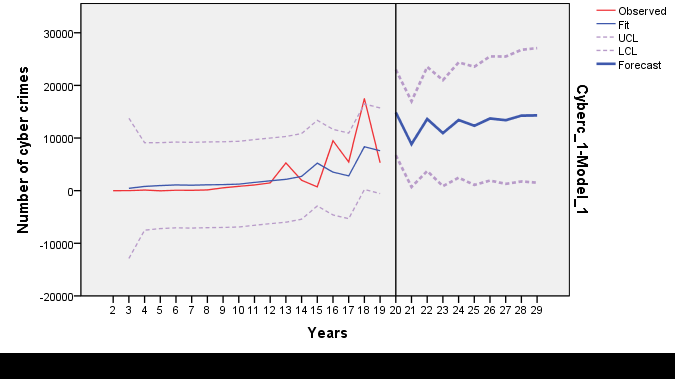 Observed
Fit
UCL
LCL
Forecast
30000
20000
10000
0
-10000
-20000
Number of cyber crimes
Cyberc_1-Model_1
2 3 4 5 6 7 8 9 10 11 12 13 14 15 16 17 18 19 20 21 22 23 24 25 26 27 28 29
Years